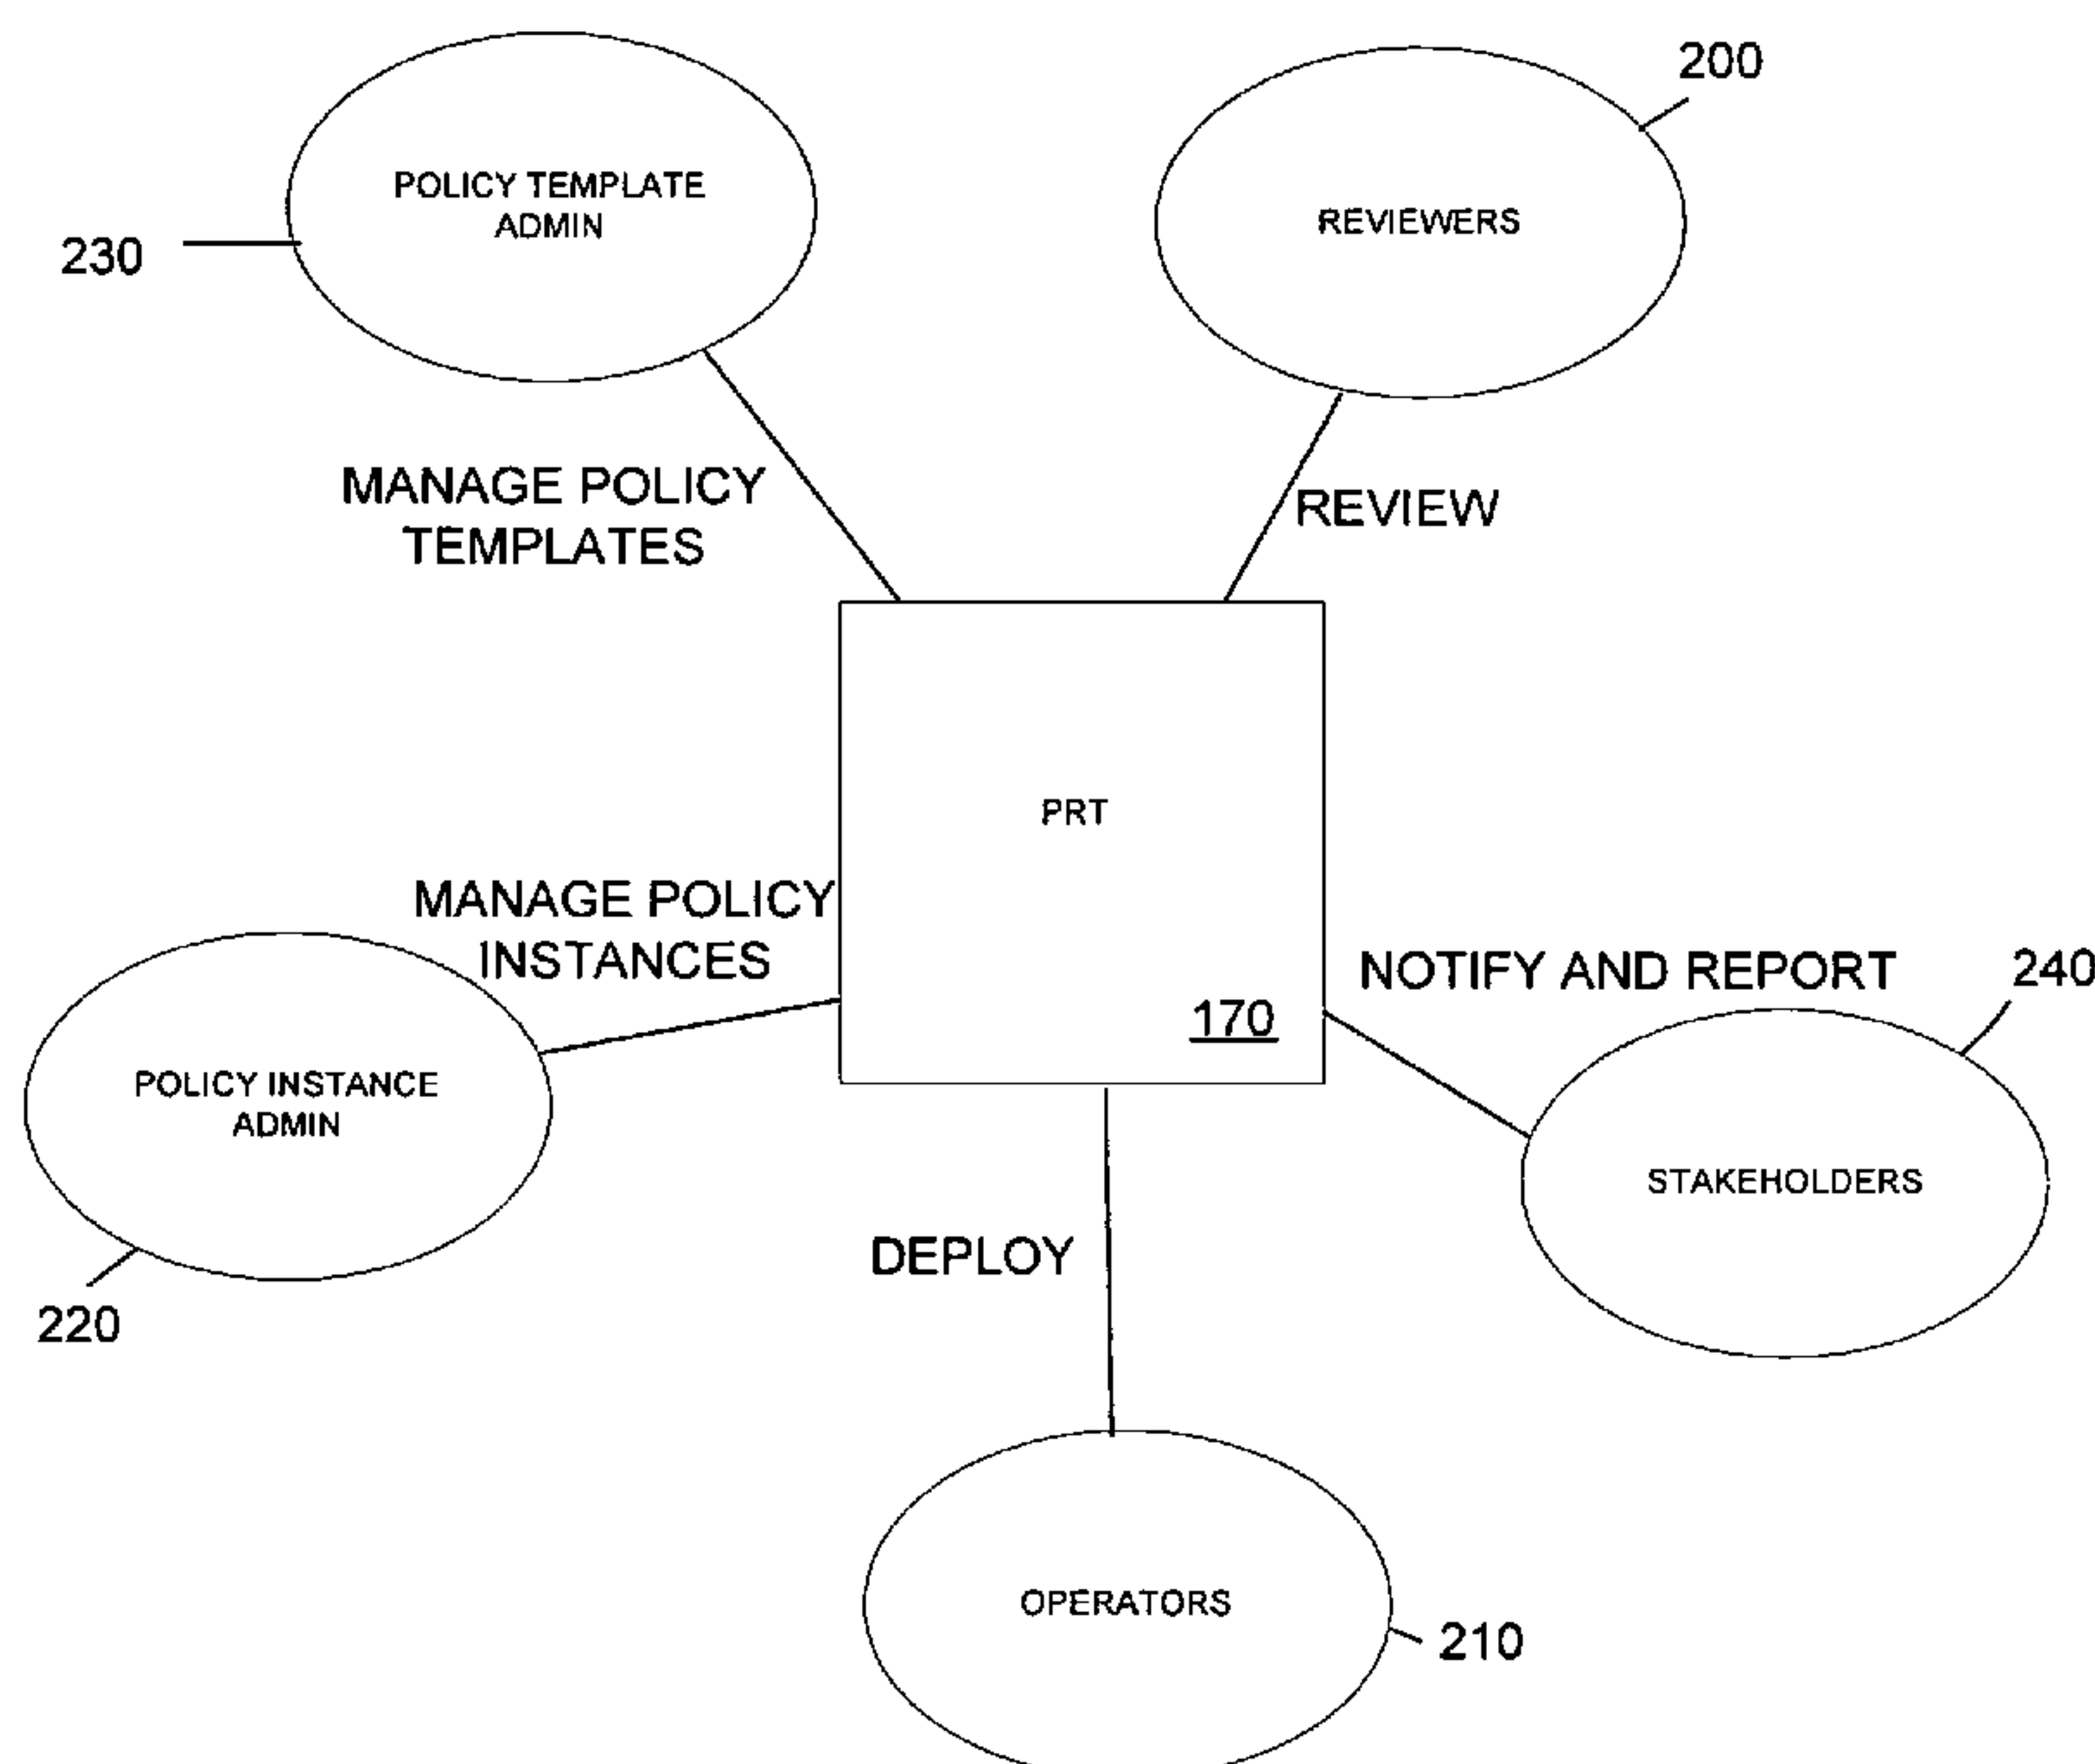 200
POLICY TEMPLATE
ADMIN
REVIEWERS
230
MANAGE POLICY
TEMPLATES
REVIEW
PRT
MANAGE POLICY
INSTANCES
170
NOTIFY AND REPORT
240
POLICY INSTANCE
ADMIN
STAKEHOLDERS
DEPLOY
220
OPERATORS
210